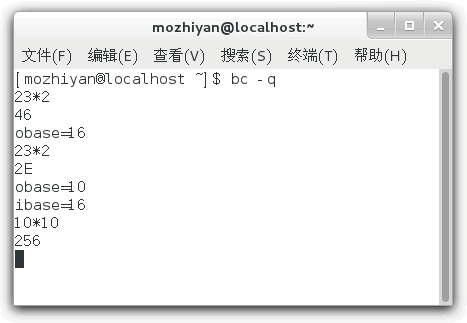 mozhiyan@localhost:~
文件(F) 编辑(E) 查看(V) 搜索(S) 终端(T) 帮助(H)
[mozhiyan@localhost ~]$ bc -q
23*2
46
obase=16
23*2
2E
obase=10
ibase=16
10*10
256